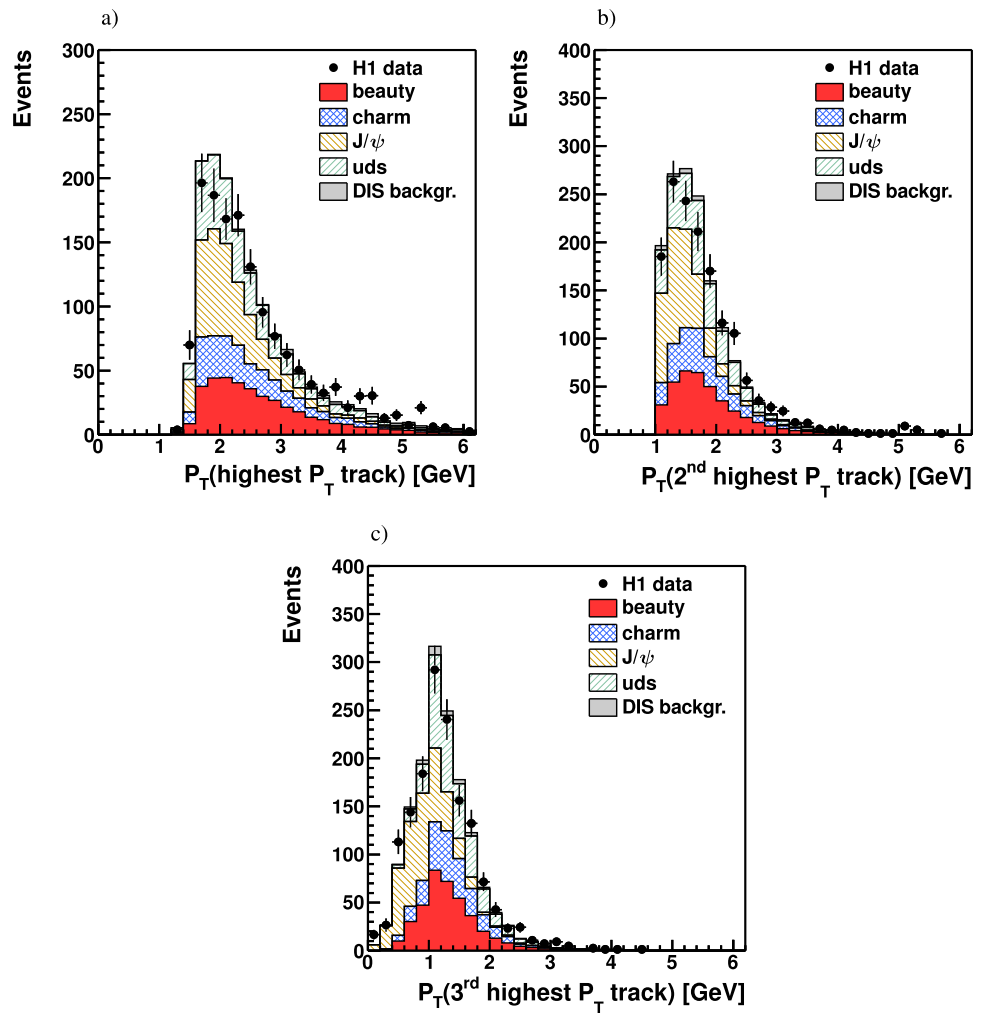 a)
Events
300
250
200
150
100
50
0
0 1 2 3 4 5 6
P_T(highest P_T track) [GeV]
H1 data
beauty
charm
J/ψ
uds
DIS backgr.
b)
Events
400
350
300
250
200
150
100
50
0
0 1 2 3 4 5 6
P_T(2^nd highest P_T track) [GeV]
H1 data
beauty
charm
J/ψ
uds
DIS backgr.
c)
Events
400
350
300
250
200
150
100
50
0
0 1 2 3 4 5 6
P_T(3^rd highest P_T track) [GeV]
H1 data
beauty
charm
J/ψ
uds
DIS backgr.